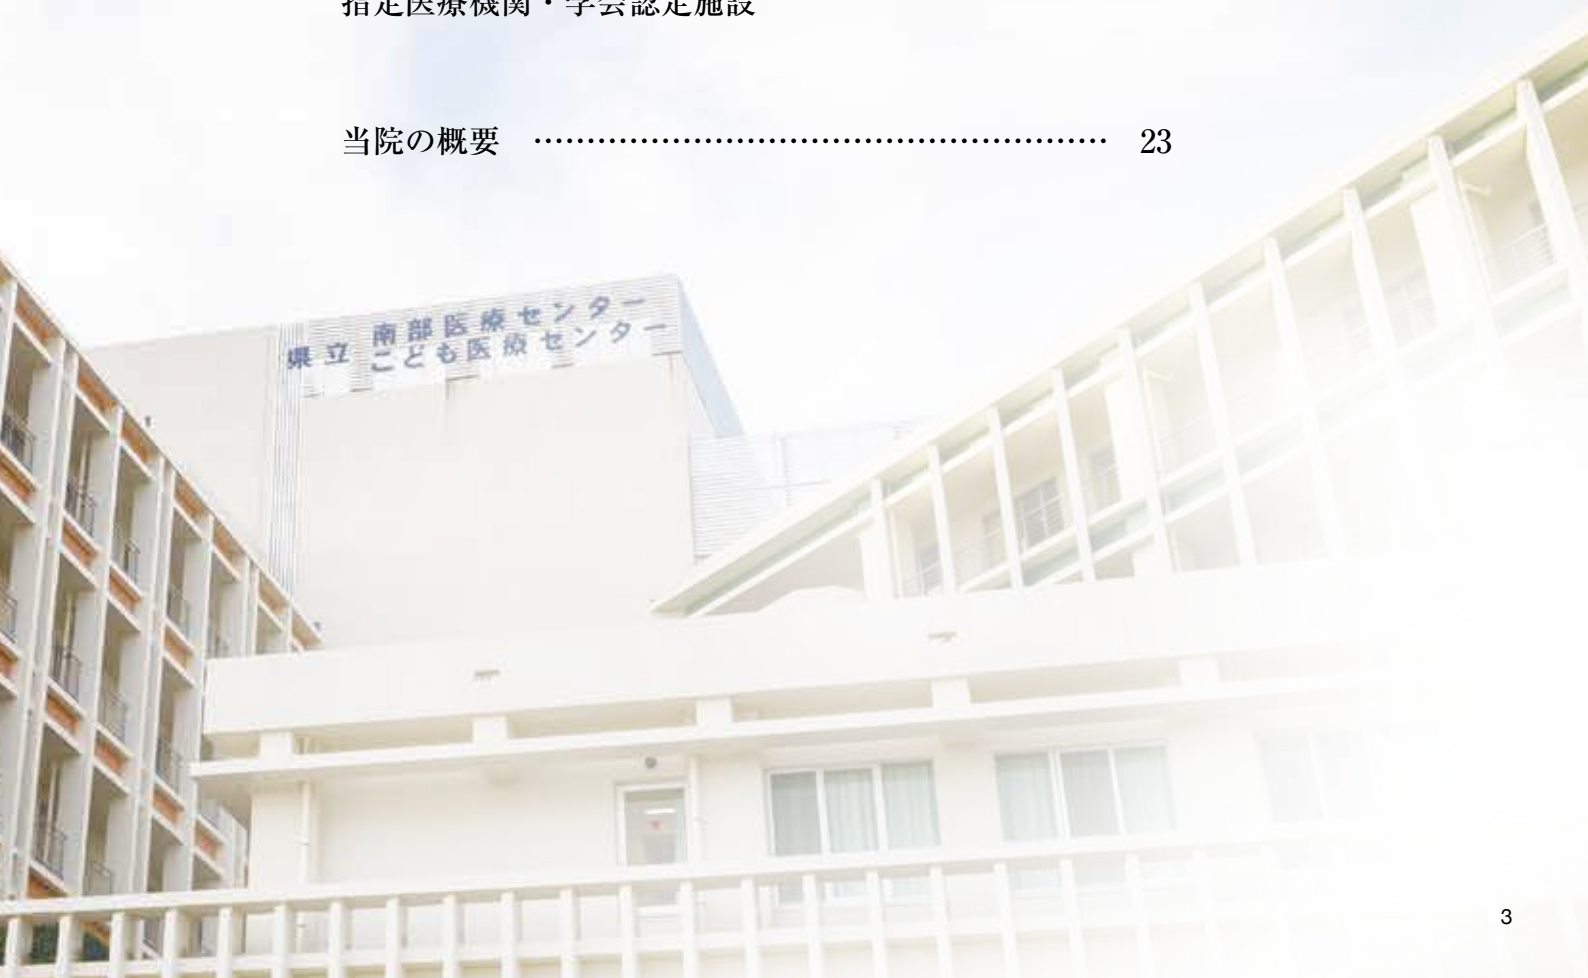 指定医療機関・学会認定施設
当院の概要 …………………………………………… 23
県立 南部医療センター
こども医療センター
3